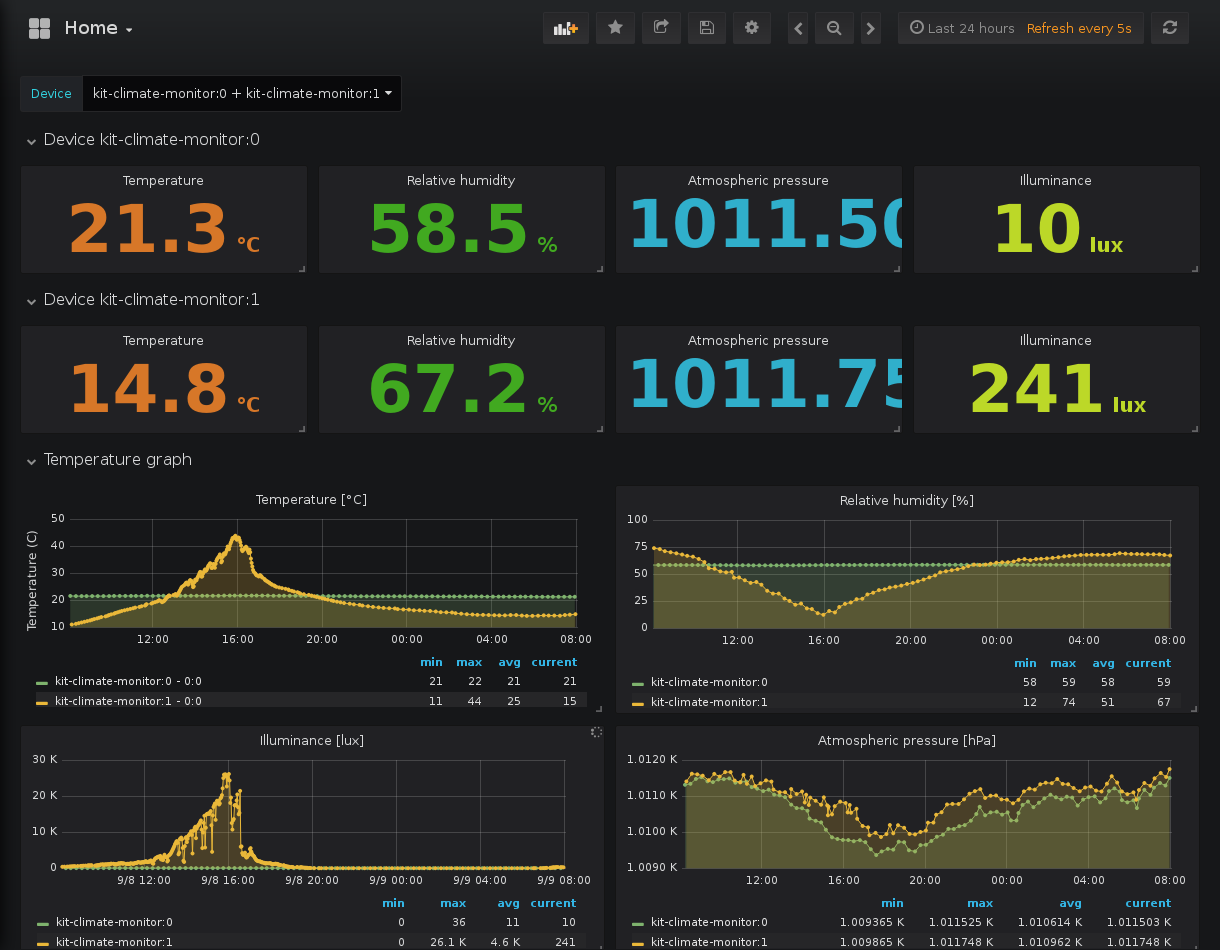 Home
Last 24 hours Refresh every 5s
Device kit-climate-monitor:0 + kit-climate-monitor:1
Device kit-climate-monitor:0
Temperature Relative humidity Atmospheric pressure Illuminance
21.3 °C 58.5 % 1011.50 10 lux
Device kit-climate-monitor:1
Temperature Relative humidity Atmospheric pressure Illuminance
14.8 °C 67.2 % 1011.75 241 lux
Temperature graph
Temperature [°C]
Temperature (C)
50
40
30
20
10
12:00 16:00 20:00 00:00 04:00 08:00
min max avg current
kit-climate-monitor:0 - 0:0 21 22 21 21
kit-climate-monitor:1 - 0:0 11 44 25 15
Relative humidity [%]
100
75
50
25
0
12:00 16:00 20:00 00:00 04:00 08:00
min max avg current
kit-climate-monitor:0 58 59 58 59
kit-climate-monitor:1 12 74 51 67
Illuminance [lux]
30 K
20 K
10 K
0
9/8 12:00 9/8 16:00 9/8 20:00 9/9 00:00 9/9 04:00 9/9 08:00
min max avg current
kit-climate-monitor:0 0 36 11 10
kit-climate-monitor:1 0 26.1 K 4.6 K 241
Atmospheric pressure [hPa]
1.0120 K
1.0110 K
1.0100 K
1.0090 K
12:00 16:00 20:00 00:00 04:00 08:00
min max avg current
kit-climate-monitor:0 1.009365 K 1.011525 K 1.010614 K 1.011503 K
kit-climate-monitor:1 1.009865 K 1.011748 K 1.010962 K 1.011748 K